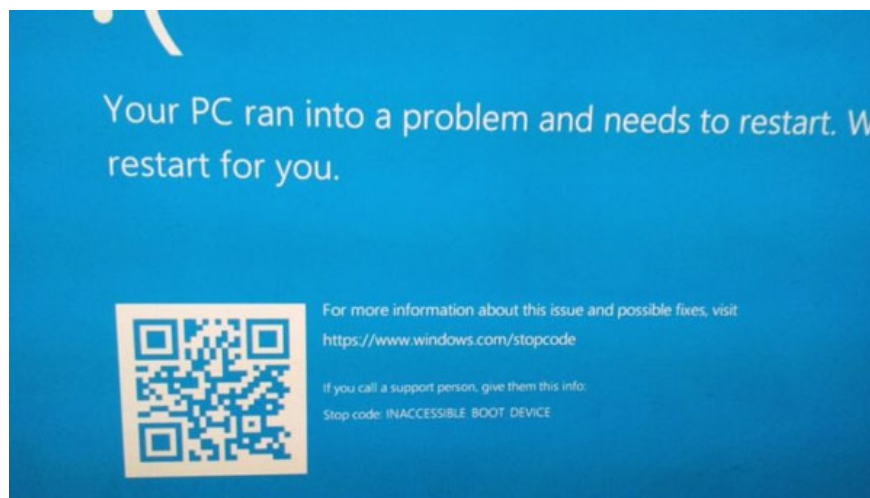 :(
Your PC ran into a problem and needs to restart. W
restart for you.
For more information about this issue and possible fixes, visit
https://www.windows.com/stopcode
If you call a support person, give them this info:
Stop code: INACCESSIBLE BOOT DEVICE